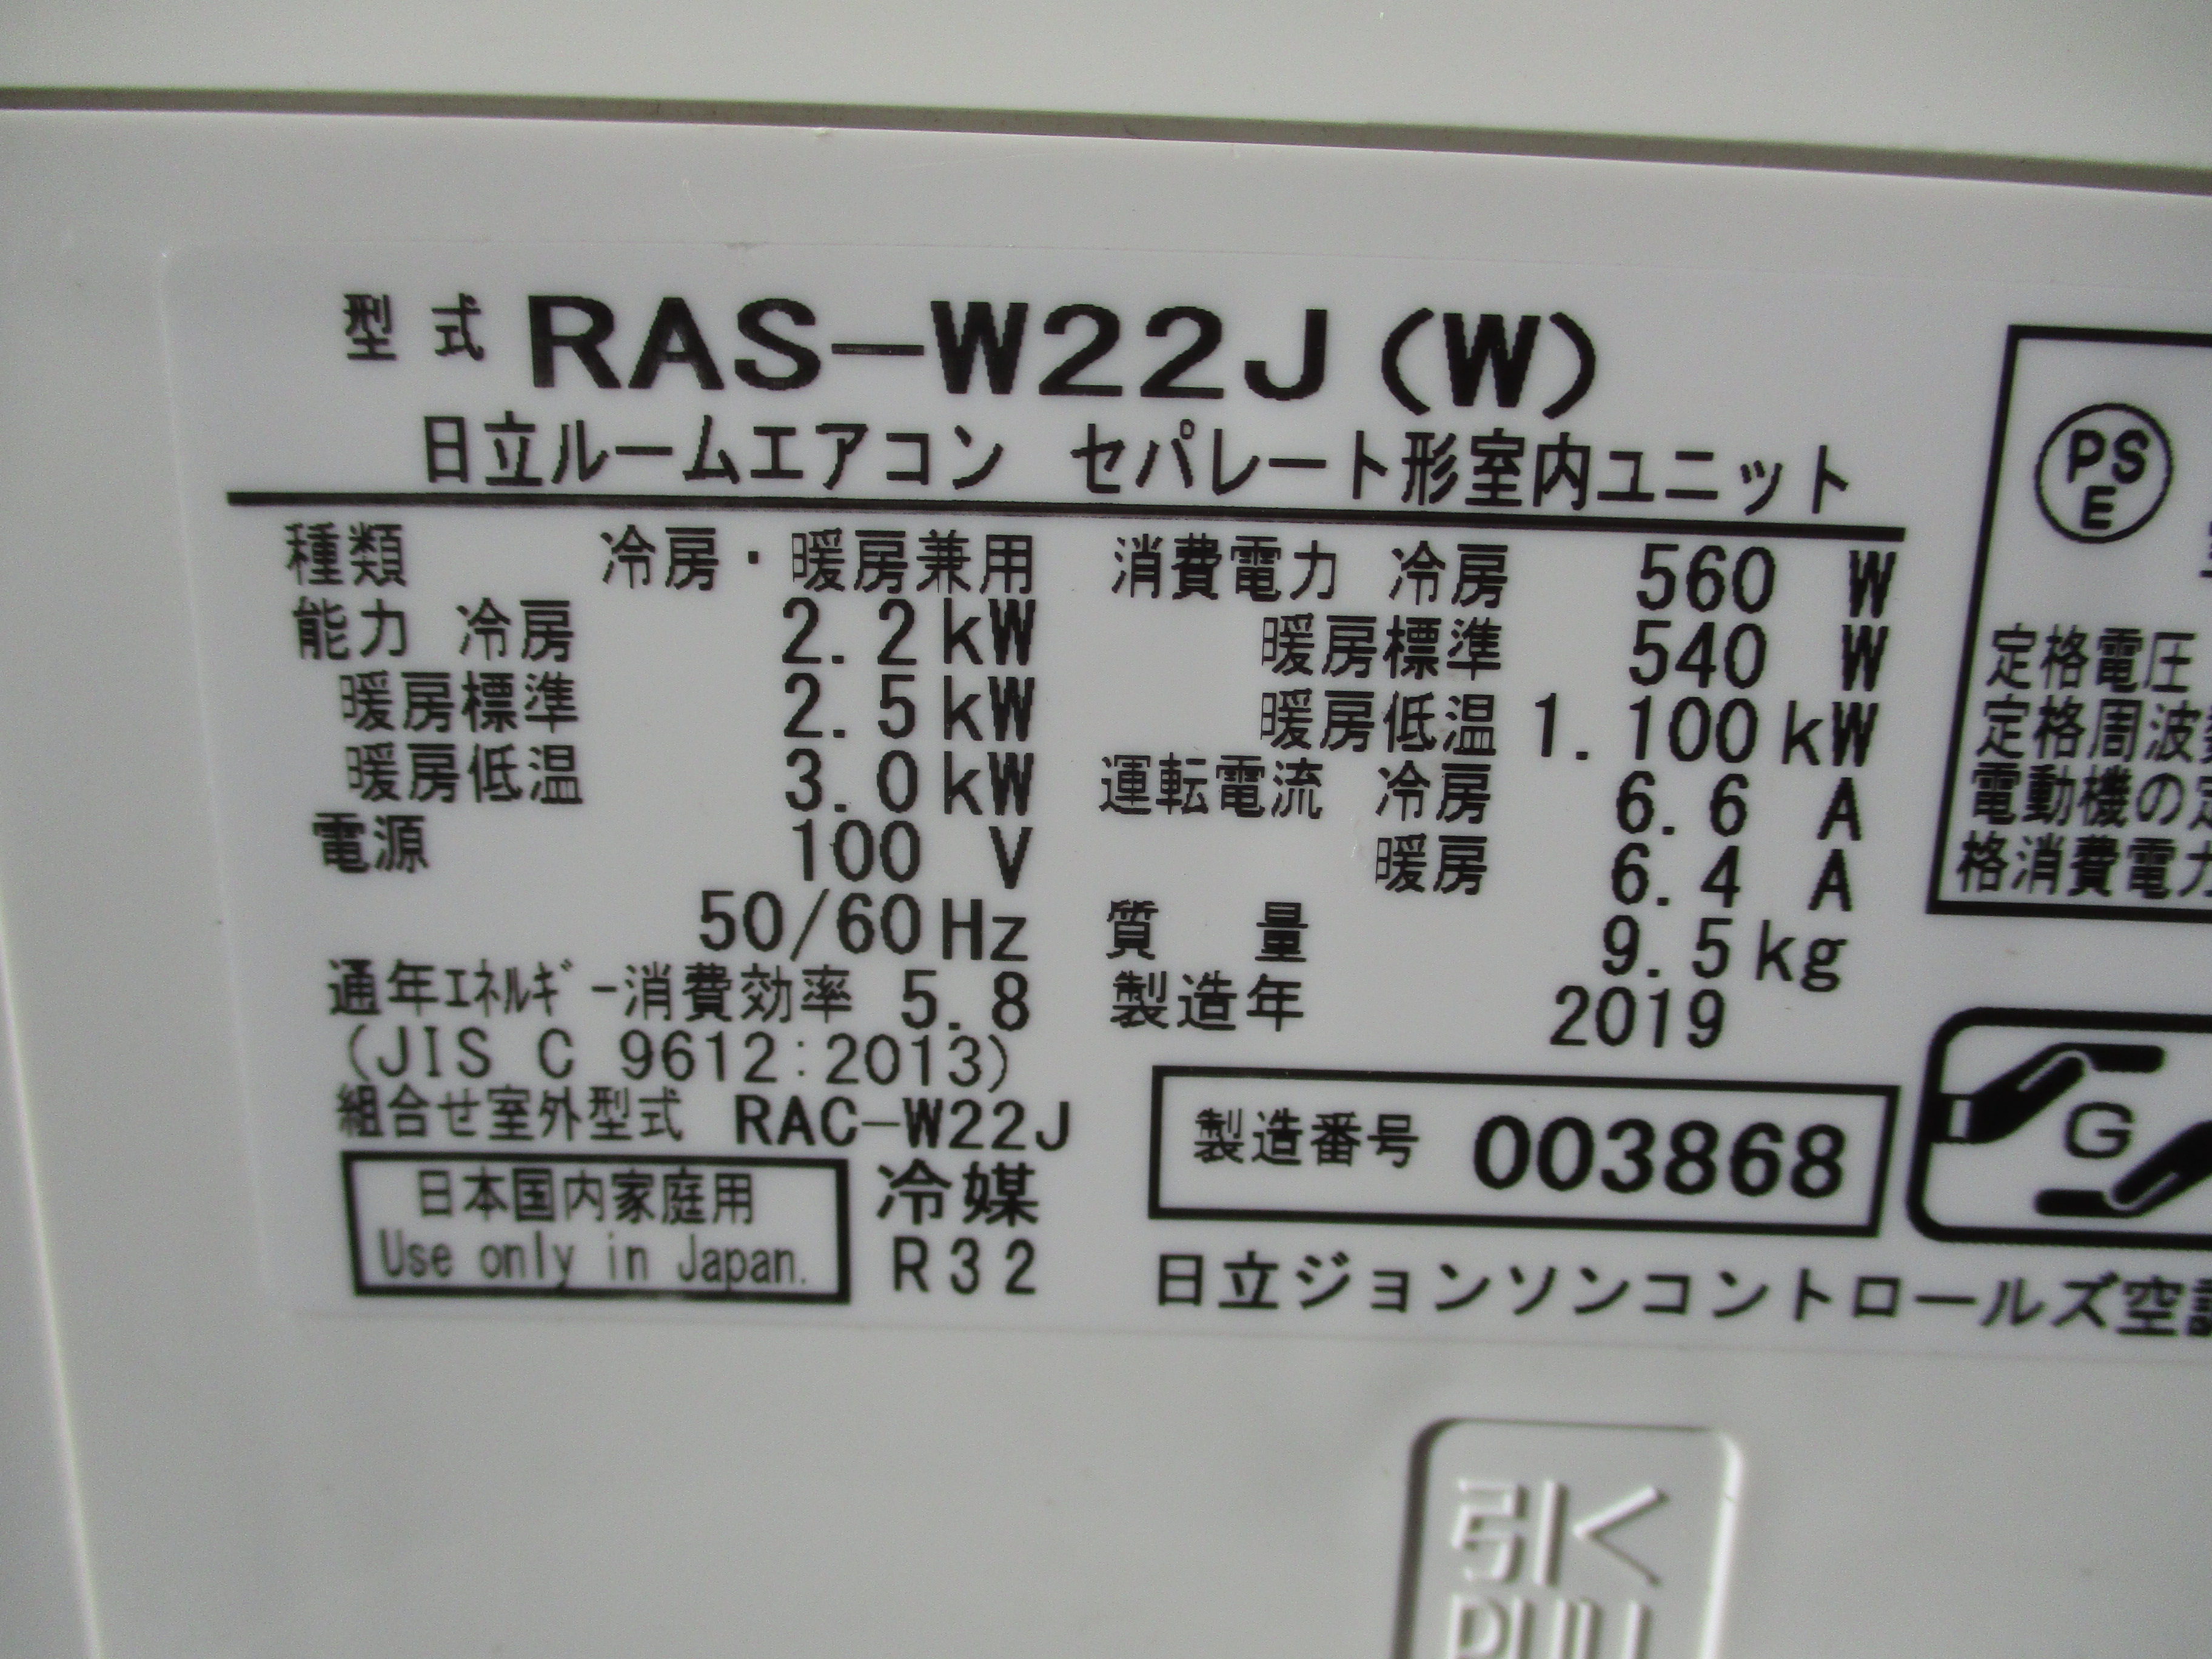 型式 RAS-W22J(W)
日立ルームエアコン セパレート形室内ユニット
種類 冷房・暖房兼用
能力 冷房 2.2kW
暖房標準 2.5kW
暖房低温 3.0kW
電源 100 V
50/60Hz
通年エネルギー消費効率 5.8
(JIS C 9612:2013)
組合せ室外型式 RAC-W22J
日本国内家庭用
Use only in Japan.
冷媒
R32
消費電力 冷房 560 W
暖房標準 540 W
暖房低温 1.100kW
運転電流 冷房 6.6 A
暖房 6.4 A
質量 9.5kg
製造年 2019
製造番号 003868
日立ジョンソンコントロールズ空
PS
E
定格電圧
定格周波
電動機の
格消費電力
G
引く